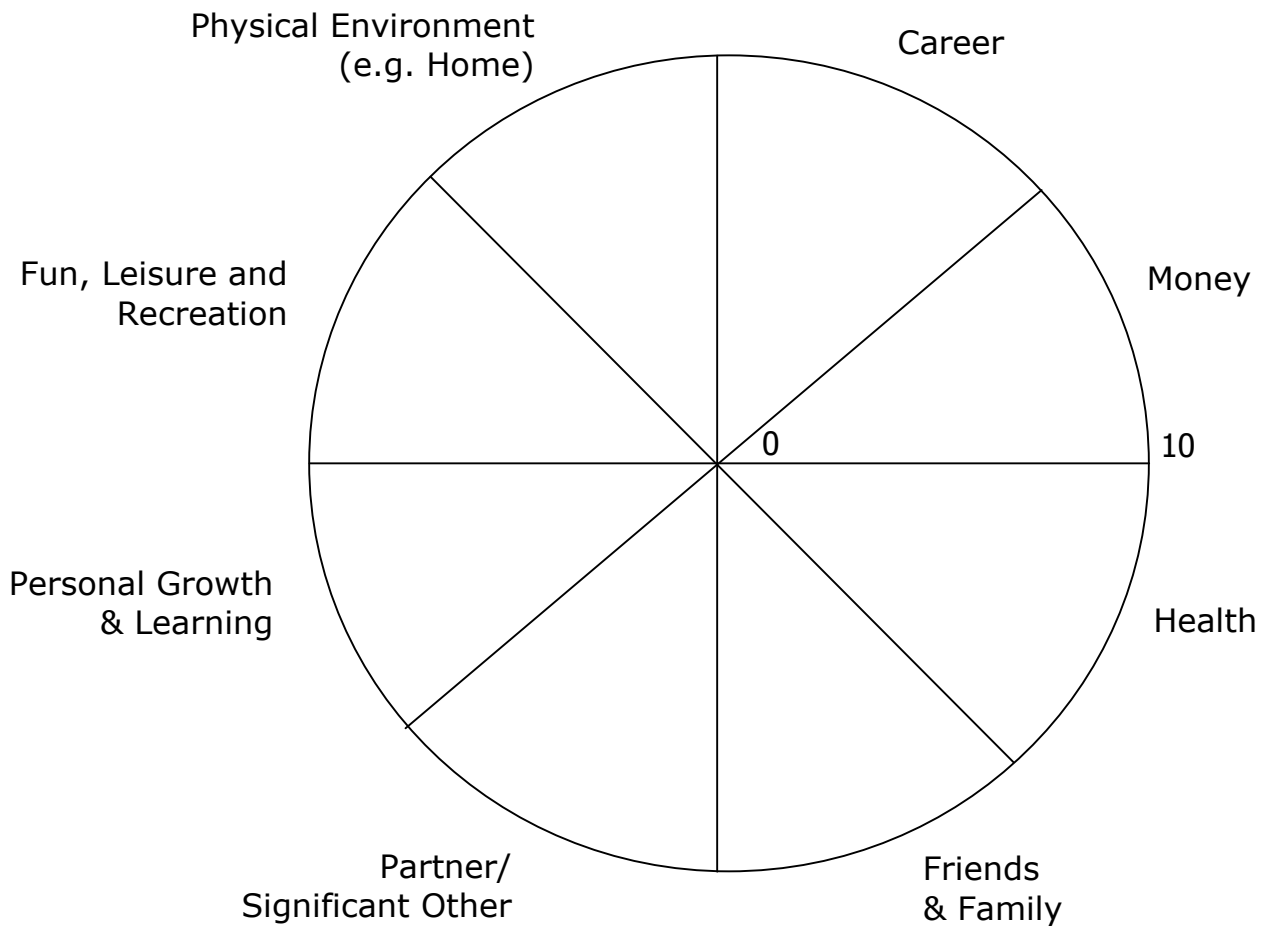 Physical Environment
(e.g. Home)
Career
Fun, Leisure and
Recreation
Money
0
10
Personal Growth
& Learning
Health
Partner/
Significant Other
Friends
& Family